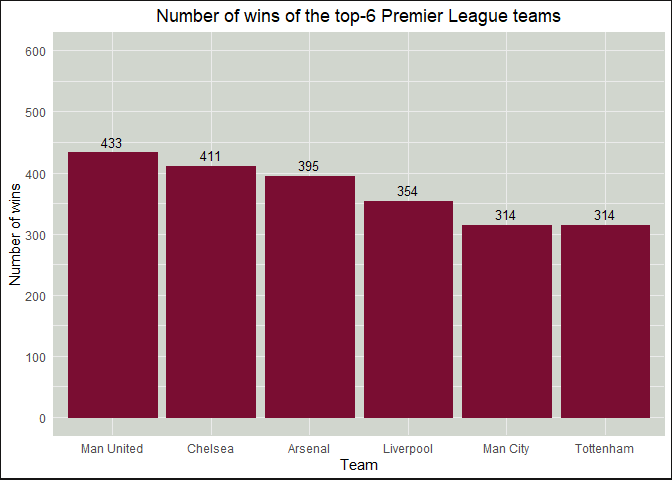 Number of wins of the top-6 Premier League teams
600
500
400
300
200
100
0
Number of wins
433
411
395
354
314
314
Man United
Chelsea
Arsenal
Liverpool
Man City
Tottenham
Team